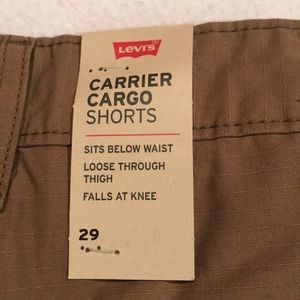 Levi's
CARRIER
CARGO
SHORTS
SITS BELOW WAIST
LOOSE THROUGH
THIGH
FALLS AT KNEE
29